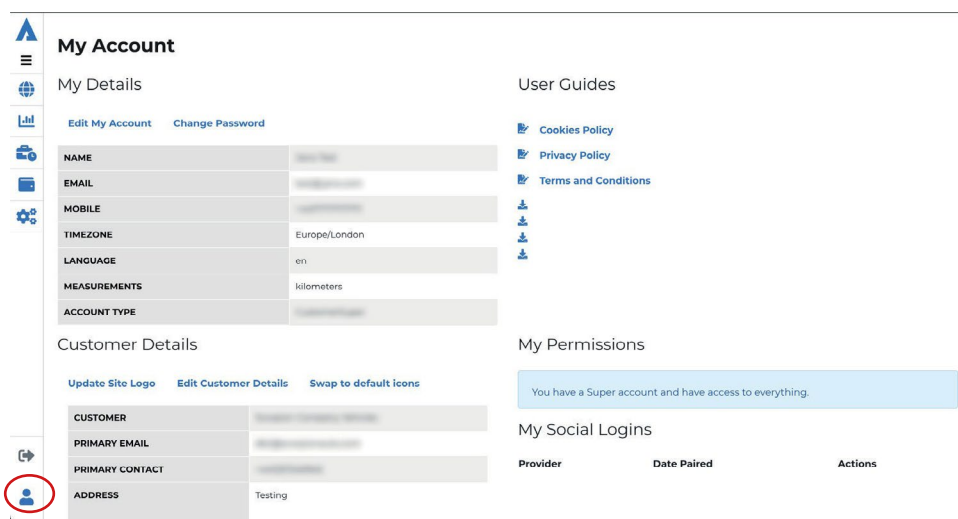 My Account
My Details
Edit My Account Change Password
NAME
EMAIL
MOBILE
TIMEZONE Europe/London
LANGUAGE en
MEASUREMENTS kilometers
ACCOUNT TYPE
Customer Details
Update Site Logo Edit Customer Details Swap to default icons
CUSTOMER
PRIMARY EMAIL
PRIMARY CONTACT
ADDRESS Testing
User Guides
Cookies Policy
Privacy Policy
Terms and Conditions
My Permissions
You have a Super account and have access to everything.
My Social Logins
Provider Date Paired Actions